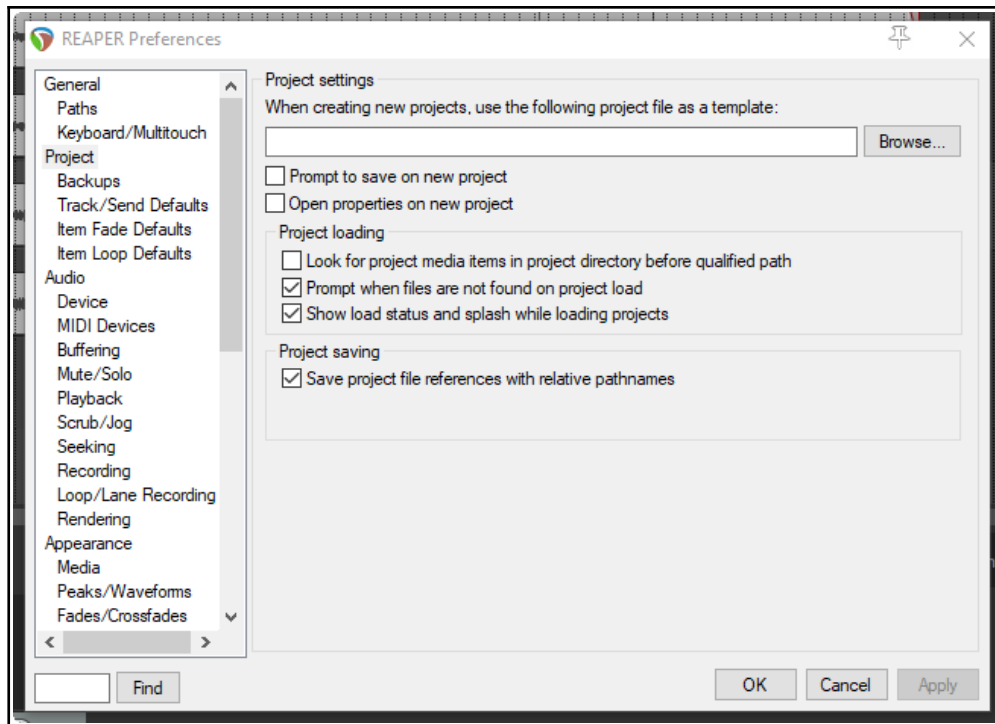 REAPER Preferences
General
Paths
Keyboard/Multitouch
Project
Backups
Track/Send Defaults
Item Fade Defaults
Item Loop Defaults
Audio
Device
MIDI Devices
Buffering
Mute/Solo
Playback
Scrub/Jog
Seeking
Recording
Loop/Lane Recording
Rendering
Appearance
Media
Peaks/Waveforms
Fades/Crossfades
Find
Project settings
When creating new projects, use the following project file as a template:
Browse...
Prompt to save on new project
Open properties on new project
Project loading
Look for project media items in project directory before qualified path
Prompt when files are not found on project load
Show load status and splash while loading projects
Project saving
Save project file references with relative pathnames
OK Cancel Apply